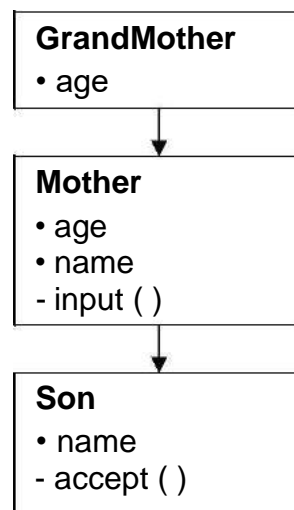 GrandMother
• age
Mother
• age
• name
- input ( )
Son
• name
- accept ( )